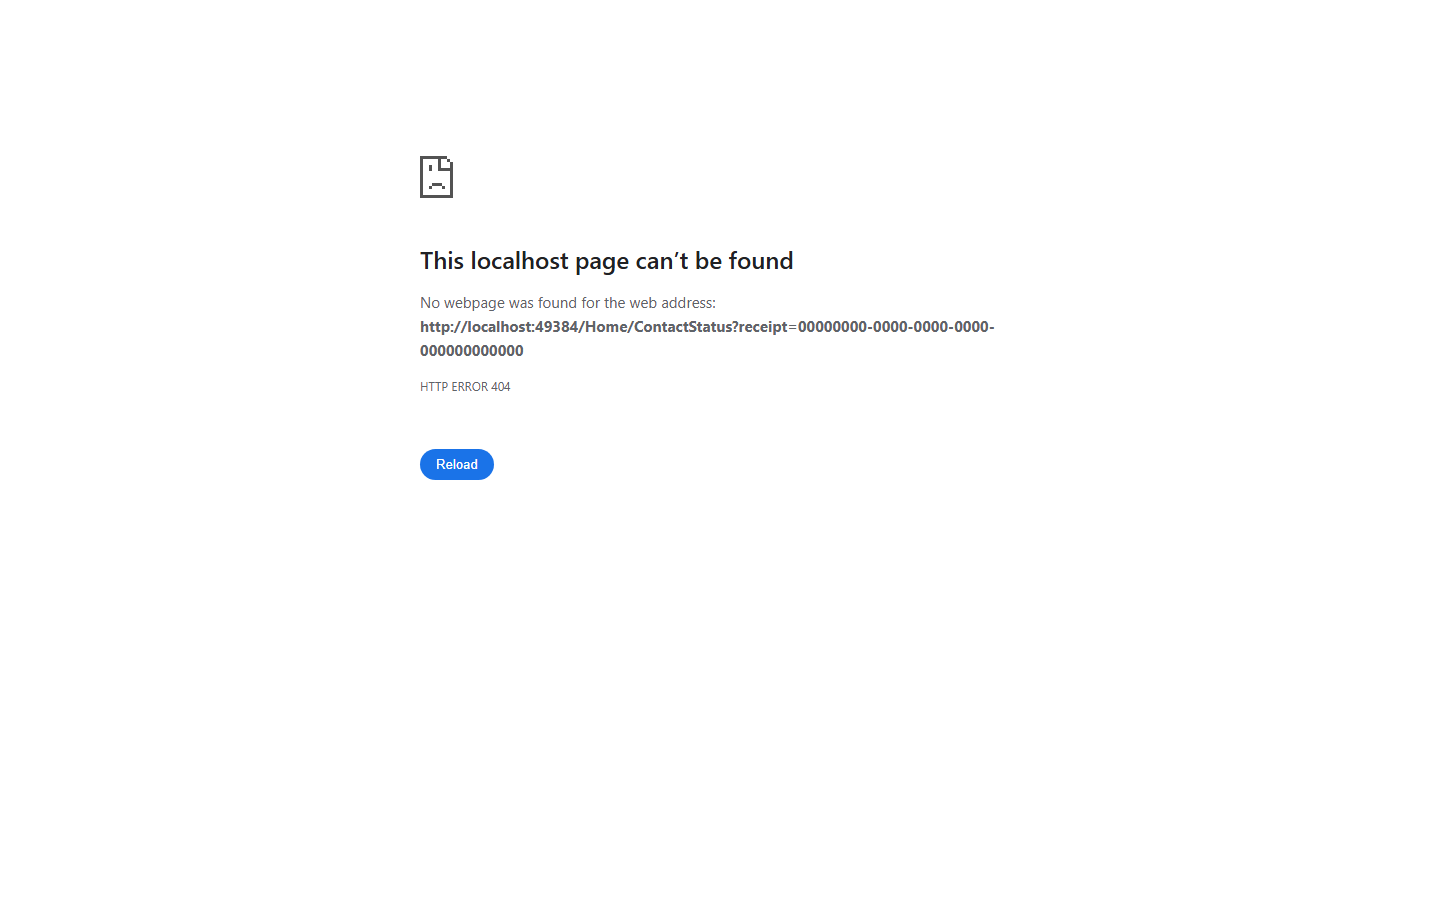 This localhost page can’t be found
No webpage was found for the web address:
http://localhost:49384/Home/ContactStatus?receipt=00000000-0000-0000-0000-
000000000000
HTTP ERROR 404
Reload